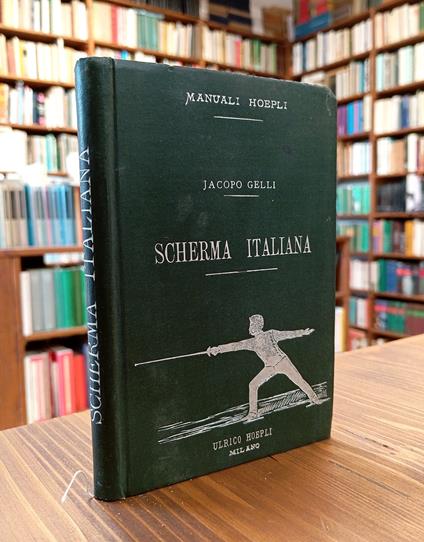 MANUALI HOEPLI
JACOPO GELLI
SCHERMA ITALIANA
ULRICO HOEPLI
MILANO
SCHERMA ITALIANA